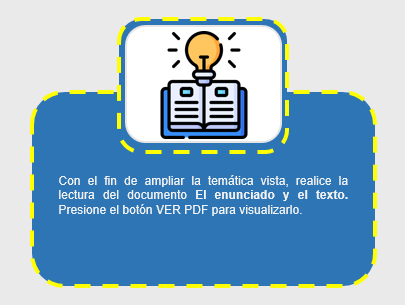 Con el fin de ampliar la temática vista, realice la
lectura del documento El enunciado y el texto.
Presione el botón VER PDF para visualizarlo.